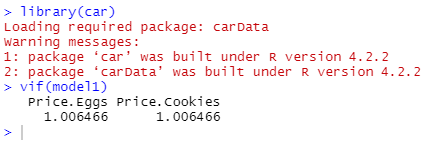 > library(car)
Loading required package: carData
Warning messages:
1: package ‘car’ was built under R version 4.2.2
2: package ‘carData’ was built under R version 4.2.2
> vif(model1)
Price.Eggs Price.Cookies
1.006466 1.006466
>